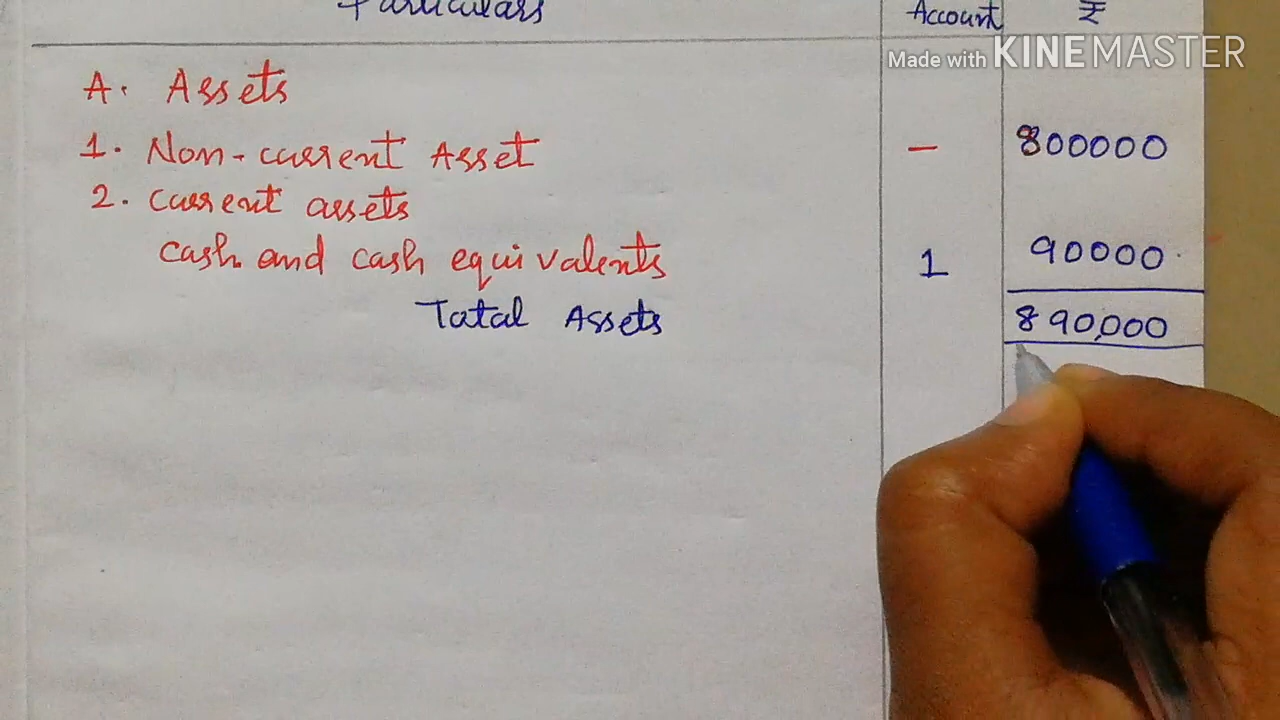 Particulars Account ₹
Made with KINEMASTER
A. Assets
1. Non-current Asset – 800000
2. Current assets
Cash and cash equivalents 1 90000
Tatal Assets 890,000